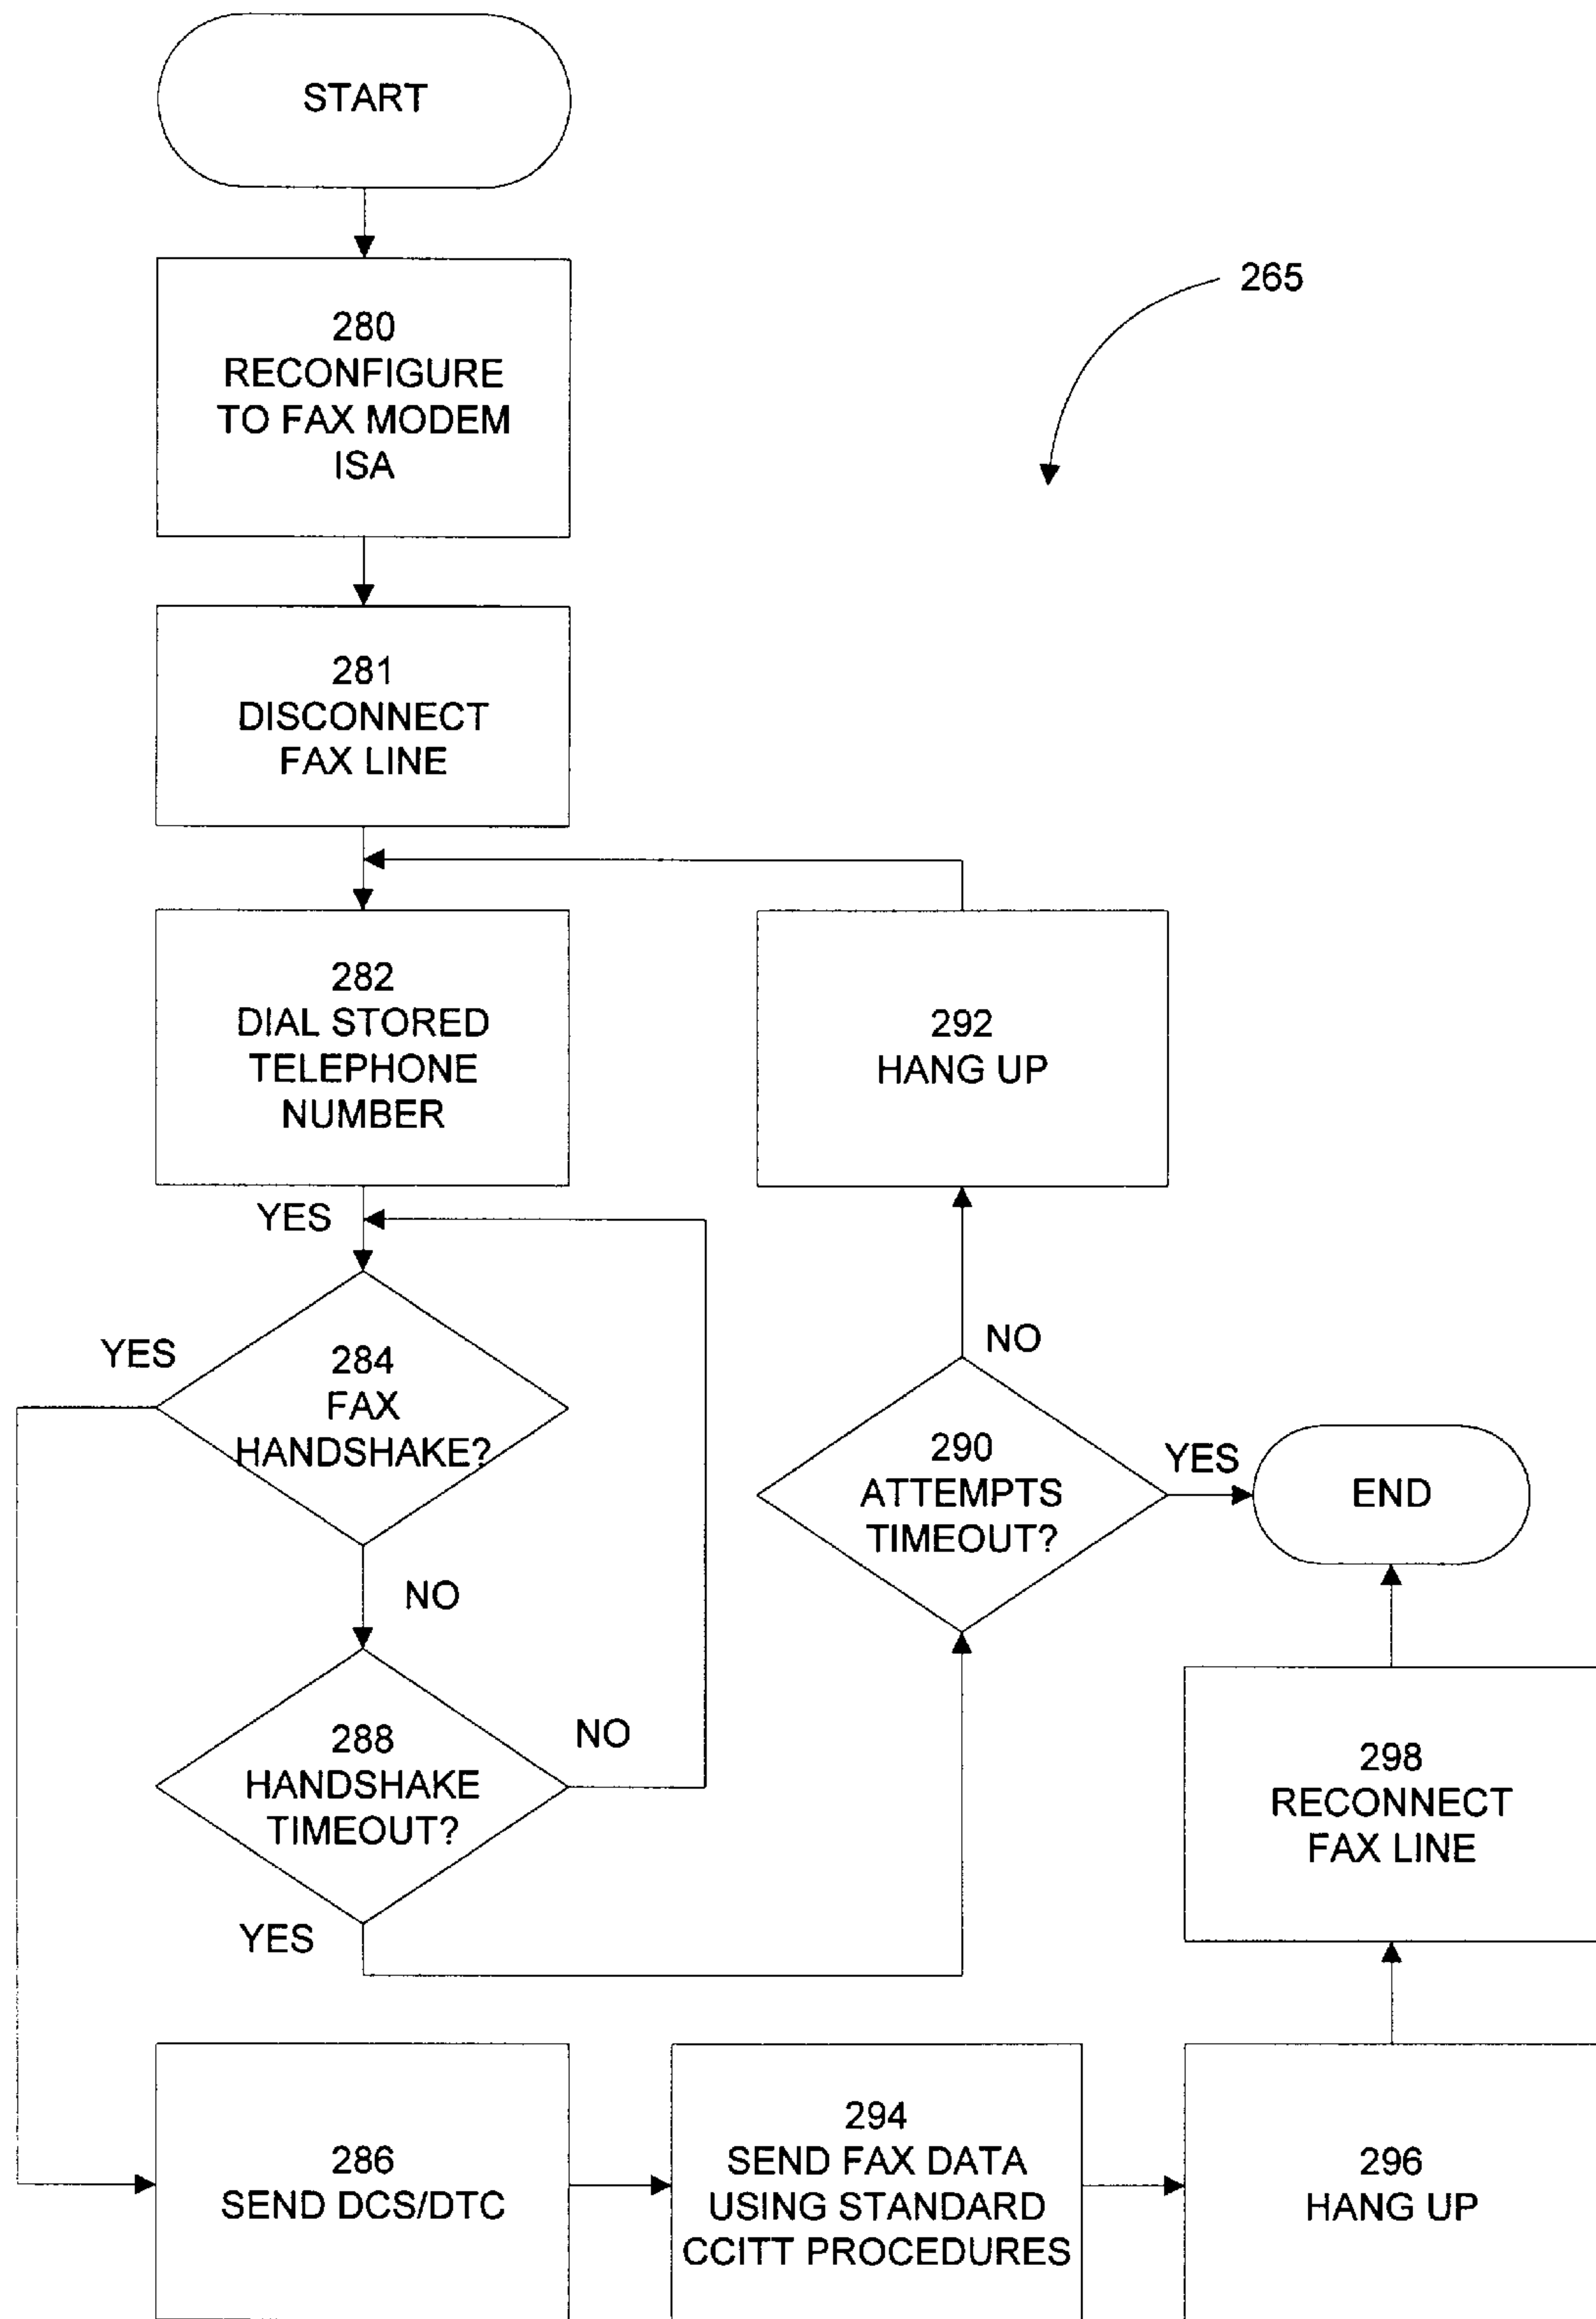 START
265
280
RECONFIGURE
TO FAX MODEM
ISA
281
DISCONNECT
FAX LINE
282
DIAL STORED
TELEPHONE
NUMBER
292
HANG UP
YES
YES
284
FAX
HANDSHAKE?
NO
NO
290
ATTEMPTS
TIMEOUT?
YES
END
288
HANDSHAKE
TIMEOUT?
NO
YES
298
RECONNECT
FAX LINE
286
SEND DCS/DTC
294
SEND FAX DATA
USING STANDARD
CCITT PROCEDURES
296
HANG UP